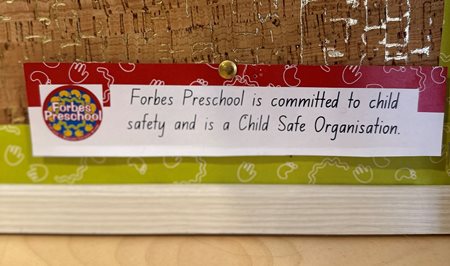 Forbes
Preschool
Forbes Preschool is committed to child
safety and is a Child Safe Organisation.